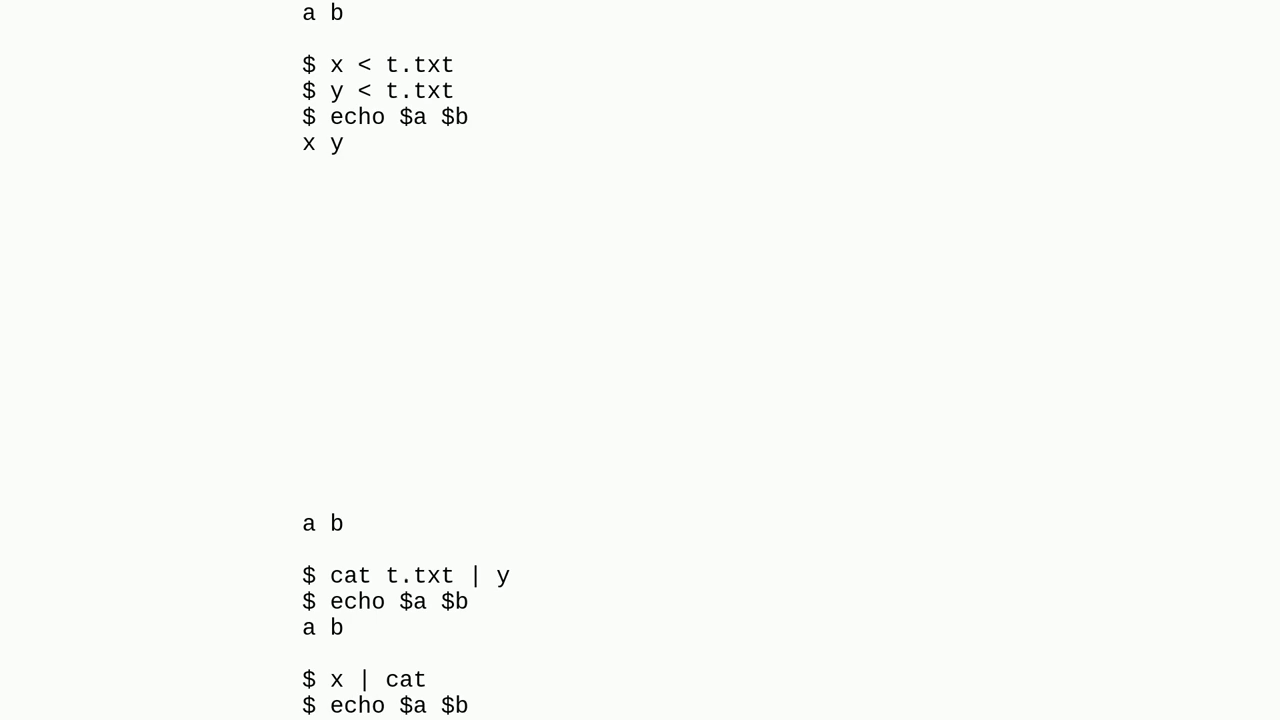 a b
$ x < t.txt
$ y < t.txt
$ echo $a $b
x y
a b
$ cat t.txt | y
$ echo $a $b
a b
$ x | cat
$ echo $a $b